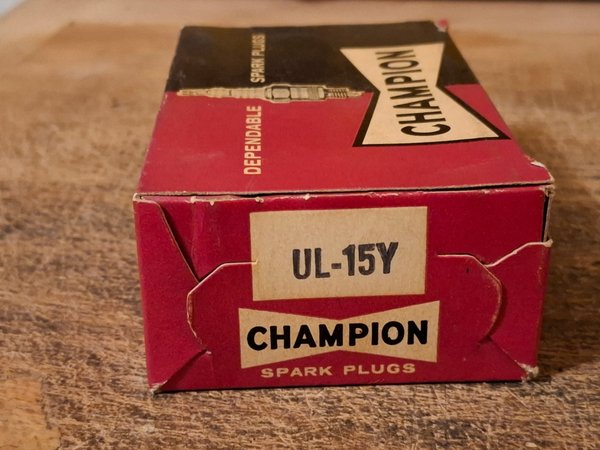 DEPENDABLE SPARK PLUGS
CHAMPION
UL-15Y
CHAMPION
SPARK PLUGS